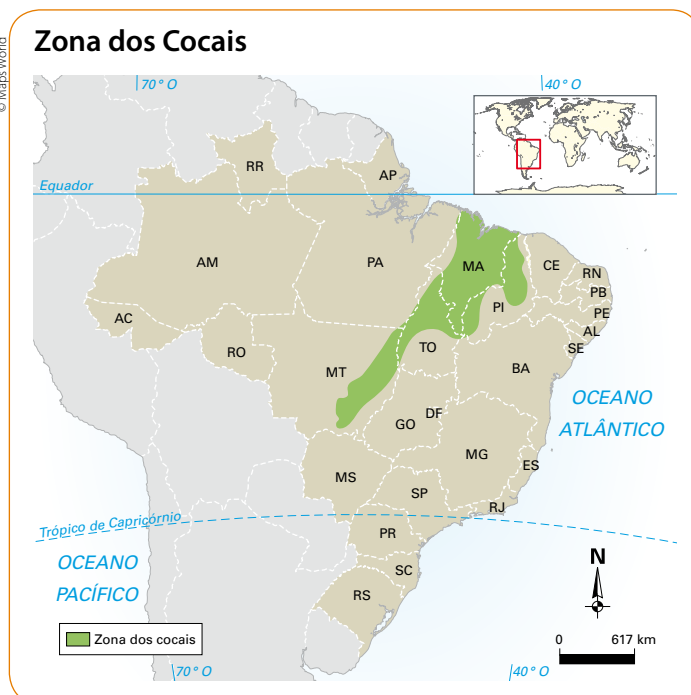 Zona dos Cocais
© Maps World
70° O
40° O
Equador
RR
AP
AM
PA
MA
CE
RN
PB
PI
PE
AC
AL
TO
SE
RO
MT
BA
OCEANO
ATLÂNTICO
DF
GO
MG
MS
ES
SP
RJ
Trópico de Capricórnio
PR
OCEANO
PACÍFICO
SC
RS
N
Zona dos cocais
0 617 km
70° O
40° O